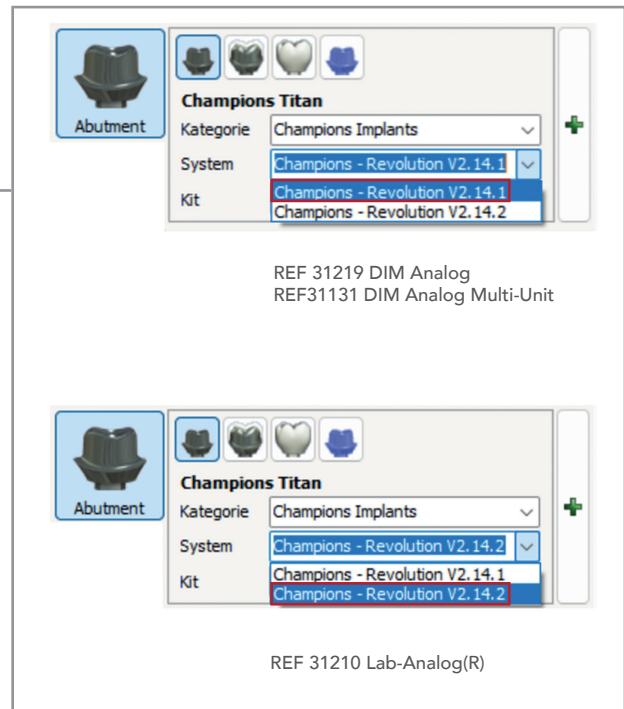 Champions Titan
Abutment
Kategorie Champions Implants
System Champions - Revolution V2.14.1
Champions - Revolution V2.14.1
Kit
Champions - Revolution V2.14.2
REF 31219 DIM Analog
REF31131 DIM Analog Multi-Unit
Champions Titan
Abutment
Kategorie Champions Implants
System Champions - Revolution V2.14.2
Champions - Revolution V2.14.1
Kit
Champions - Revolution V2.14.2
REF 31210 Lab-Analog(R)